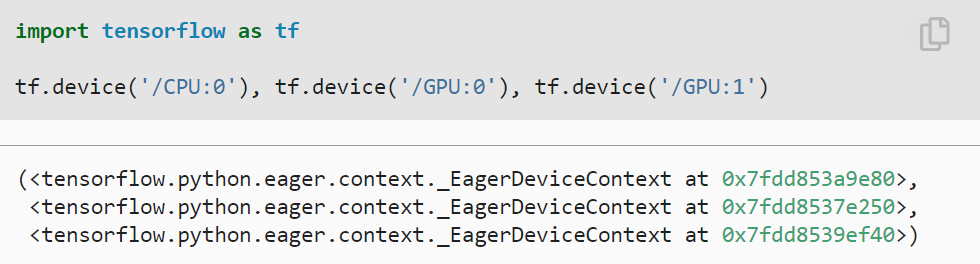 import tensorflow as tf
tf.device('/CPU:0'), tf.device('/GPU:0'), tf.device('/GPU:1')
(<tensorflow.python.eager.context._EagerDeviceContext at 0x7fdd853a9e80>,
<tensorflow.python.eager.context._EagerDeviceContext at 0x7fdd8537e250>,
<tensorflow.python.eager.context._EagerDeviceContext at 0x7fdd8539ef40>)